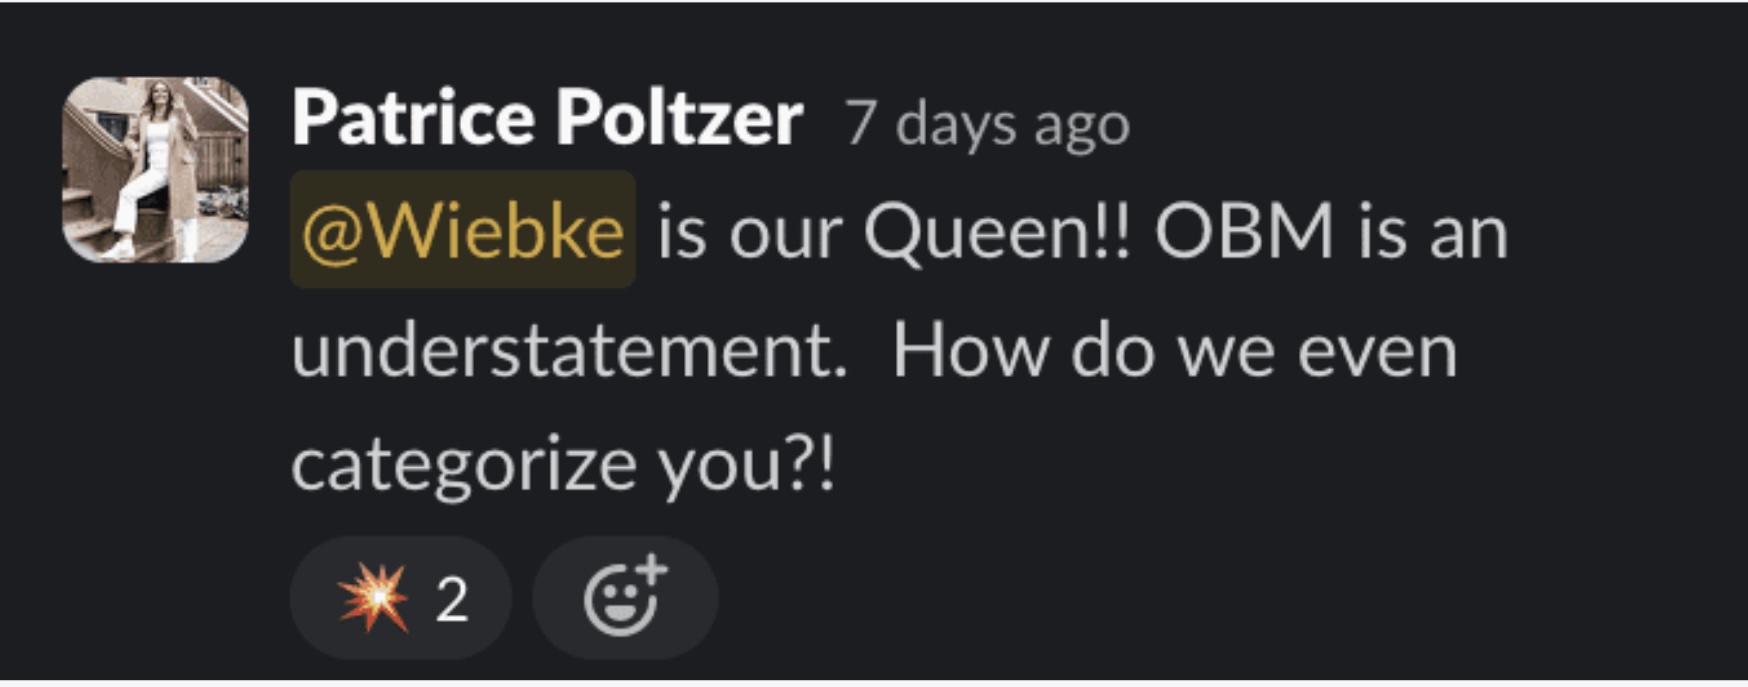 Patrice Poltzer 7 days ago
@Wiebke is our Queen!! OBM is an
understatement.  How do we even
categorize you?!
💥 2